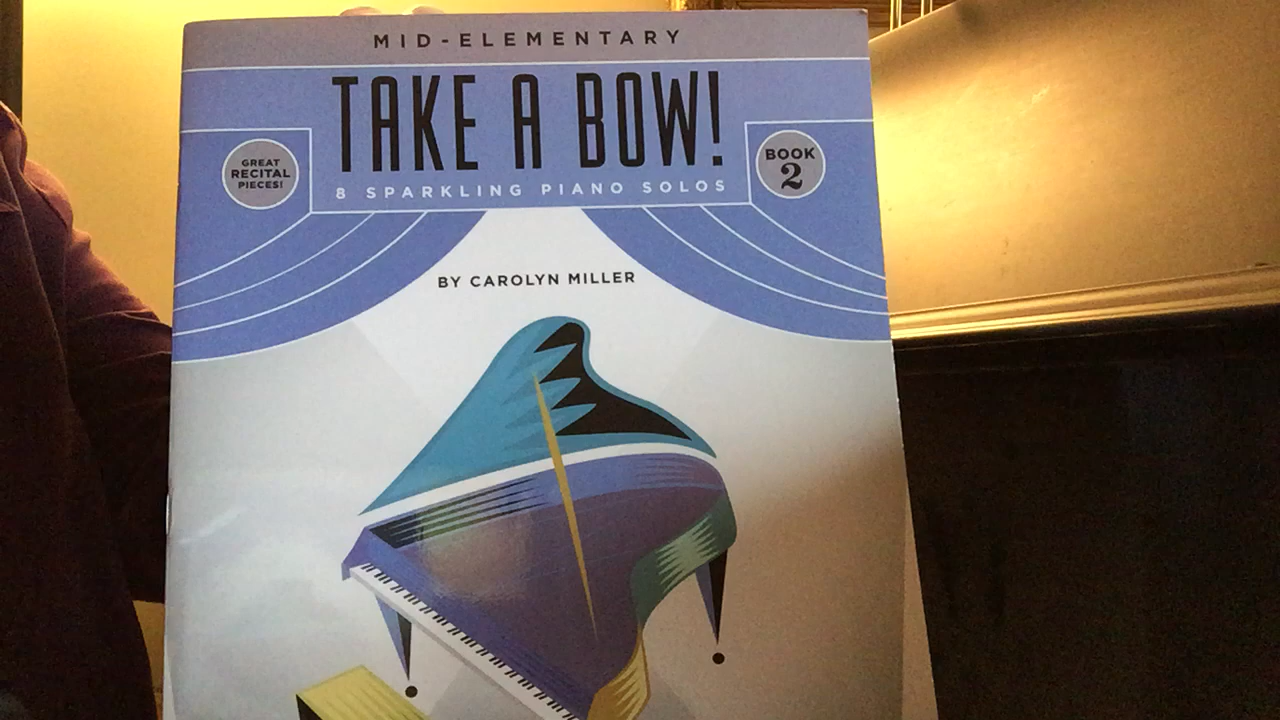 MID-ELEMENTARY
TAKE A BOW!
GREAT
RECITAL
PIECES!
BOOK
2
8 SPARKLING PIANO SOLOS
BY CAROLYN MILLER